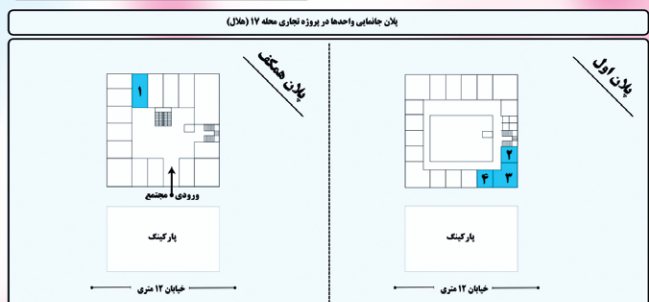 پلان جانمایی واحدها در پروژه تجاری محله ۱۷ (هلال)
پلان اول
۲
۳
۴
پارکینگ
خیابان ۱۲ متری
پلان همکف
۱
ورودی مجتمع
پارکینگ
خیابان ۱۲ متری